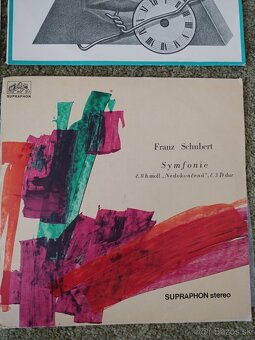 SUPRAPHON
Franz Schubert
Symfonie
č. 8 h moll „Nedokončená“, č. 3 D dur
SUPRAPHON stereo